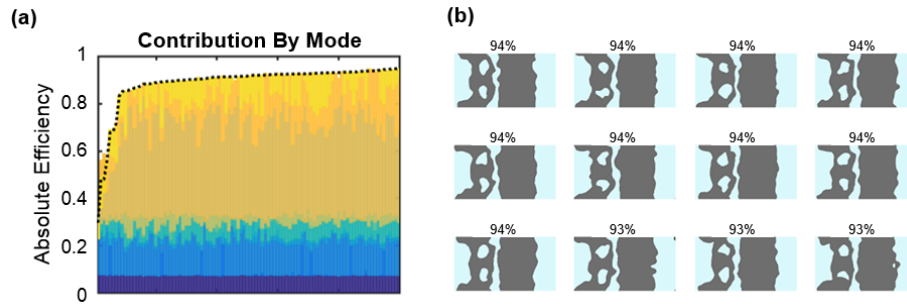 (a)
Contribution By Mode
Absolute Efficiency
1
0.8
0.6
0.4
0.2
0
(b)
94% 94% 94% 94%
94% 94% 94% 94%
94% 93% 93% 93%